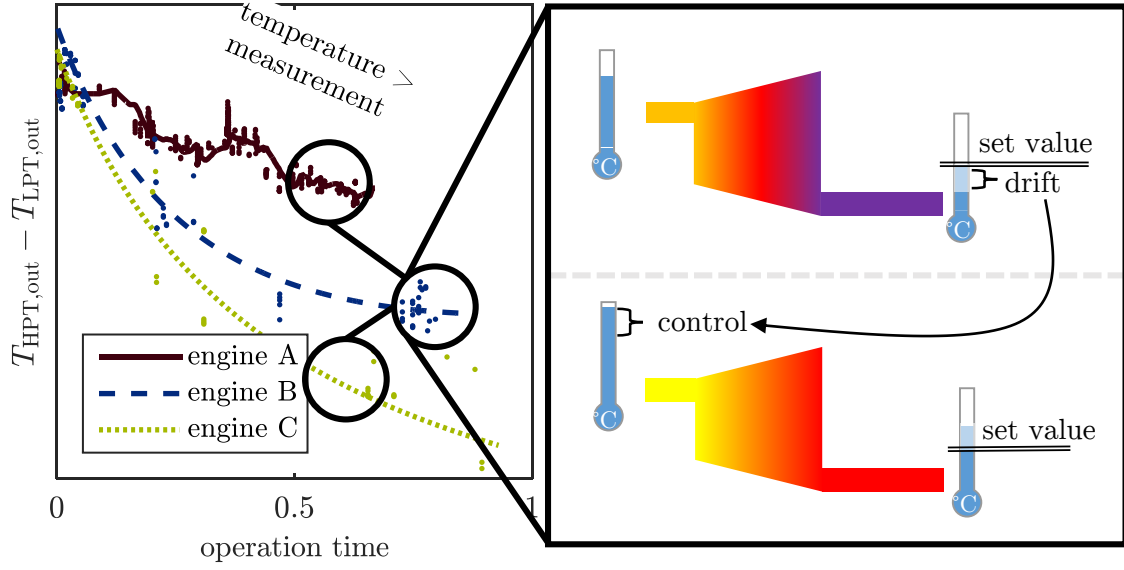 temperature >
measurement
T_HPT,out − T_LPT,out
engine A
engine B
engine C
0 0.5 1
operation time
°C
set value
drift
°C
control
°C
set value
°C